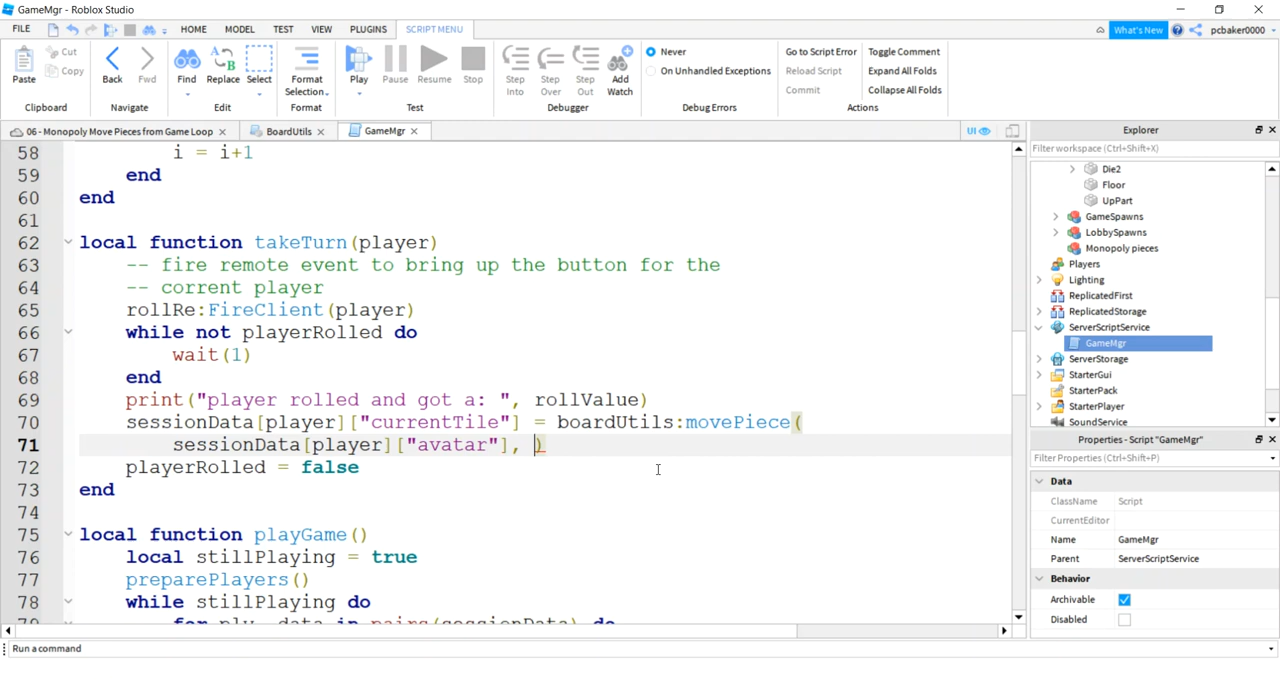 GameMgr - Roblox Studio
FILE HOME MODEL TEST VIEW PLUGINS SCRIPT MENU What's New pcbaker0000
Paste Cut Copy Back Fwd Find Replace Select Format Selection Play Pause Resume Stop Step Into Step Over Step Out Add Watch Never On Unhandled Exceptions Go to Script Error Reload Script Commit Toggle Comment Expand All Folds Collapse All Folds
Clipboard Navigate Edit Format Test Debugger Debug Errors Actions
06 - Monopoly Move Pieces from Game Loop BoardUtils GameMgr UI
58 i = i+1
59 end
60 end
61
62 local function takeTurn(player)
63 -- fire remote event to bring up the button for the
64 -- corrent player
65 rollRe:FireClient(player)
66 while not playerRolled do
67 wait(1)
68 end
69 print("player rolled and got a: ", rollValue)
70 sessionData[player]["currentTile"] = boardUtils:movePiece(
71 sessionData[player]["avatar"], )
72 playerRolled = false
73 end
74
75 local function playGame()
76 local stillPlaying = true
77 preparePlayers()
78 while stillPlaying do
79 for ply, data in pairs(sessionData) do
Run a command
Explorer
Filter workspace (Ctrl+Shift+X)
Die2
Floor
UpPart
GameSpawns
LobbySpawns
Monopoly pieces
Players
Lighting
ReplicatedFirst
ReplicatedStorage
ServerScriptService
GameMgr
ServerStorage
StarterGui
StarterPack
StarterPlayer
SoundService
Properties - Script "GameMgr"
Filter Properties (Ctrl+Shift+P)
Data
ClassName Script
CurrentEditor
Name GameMgr
Parent ServerScriptService
Behavior
Archivable
Disabled